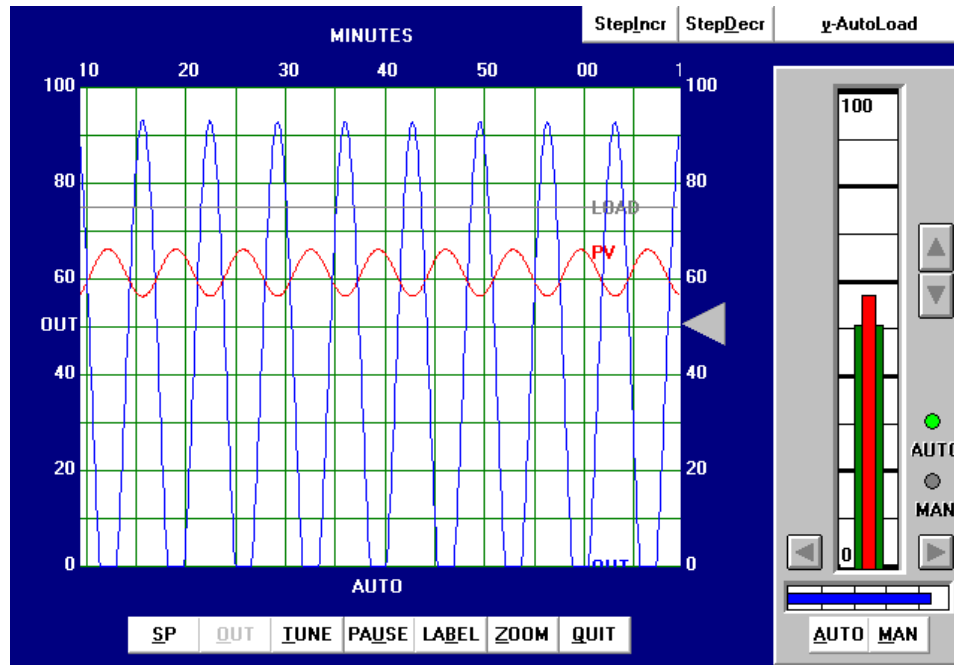 StepIncr StepDecr y-AutoLoad
MINUTES
10 20 30 40 50 00 1
100 100
100
80 80
LOAD
PV
60 60
OUT
40 40
AUTO
20 20
MAN
0 OUT 0
0
AUTO
SP OUT TUNE PAUSE LABEL ZOOM QUIT
AUTO MAN